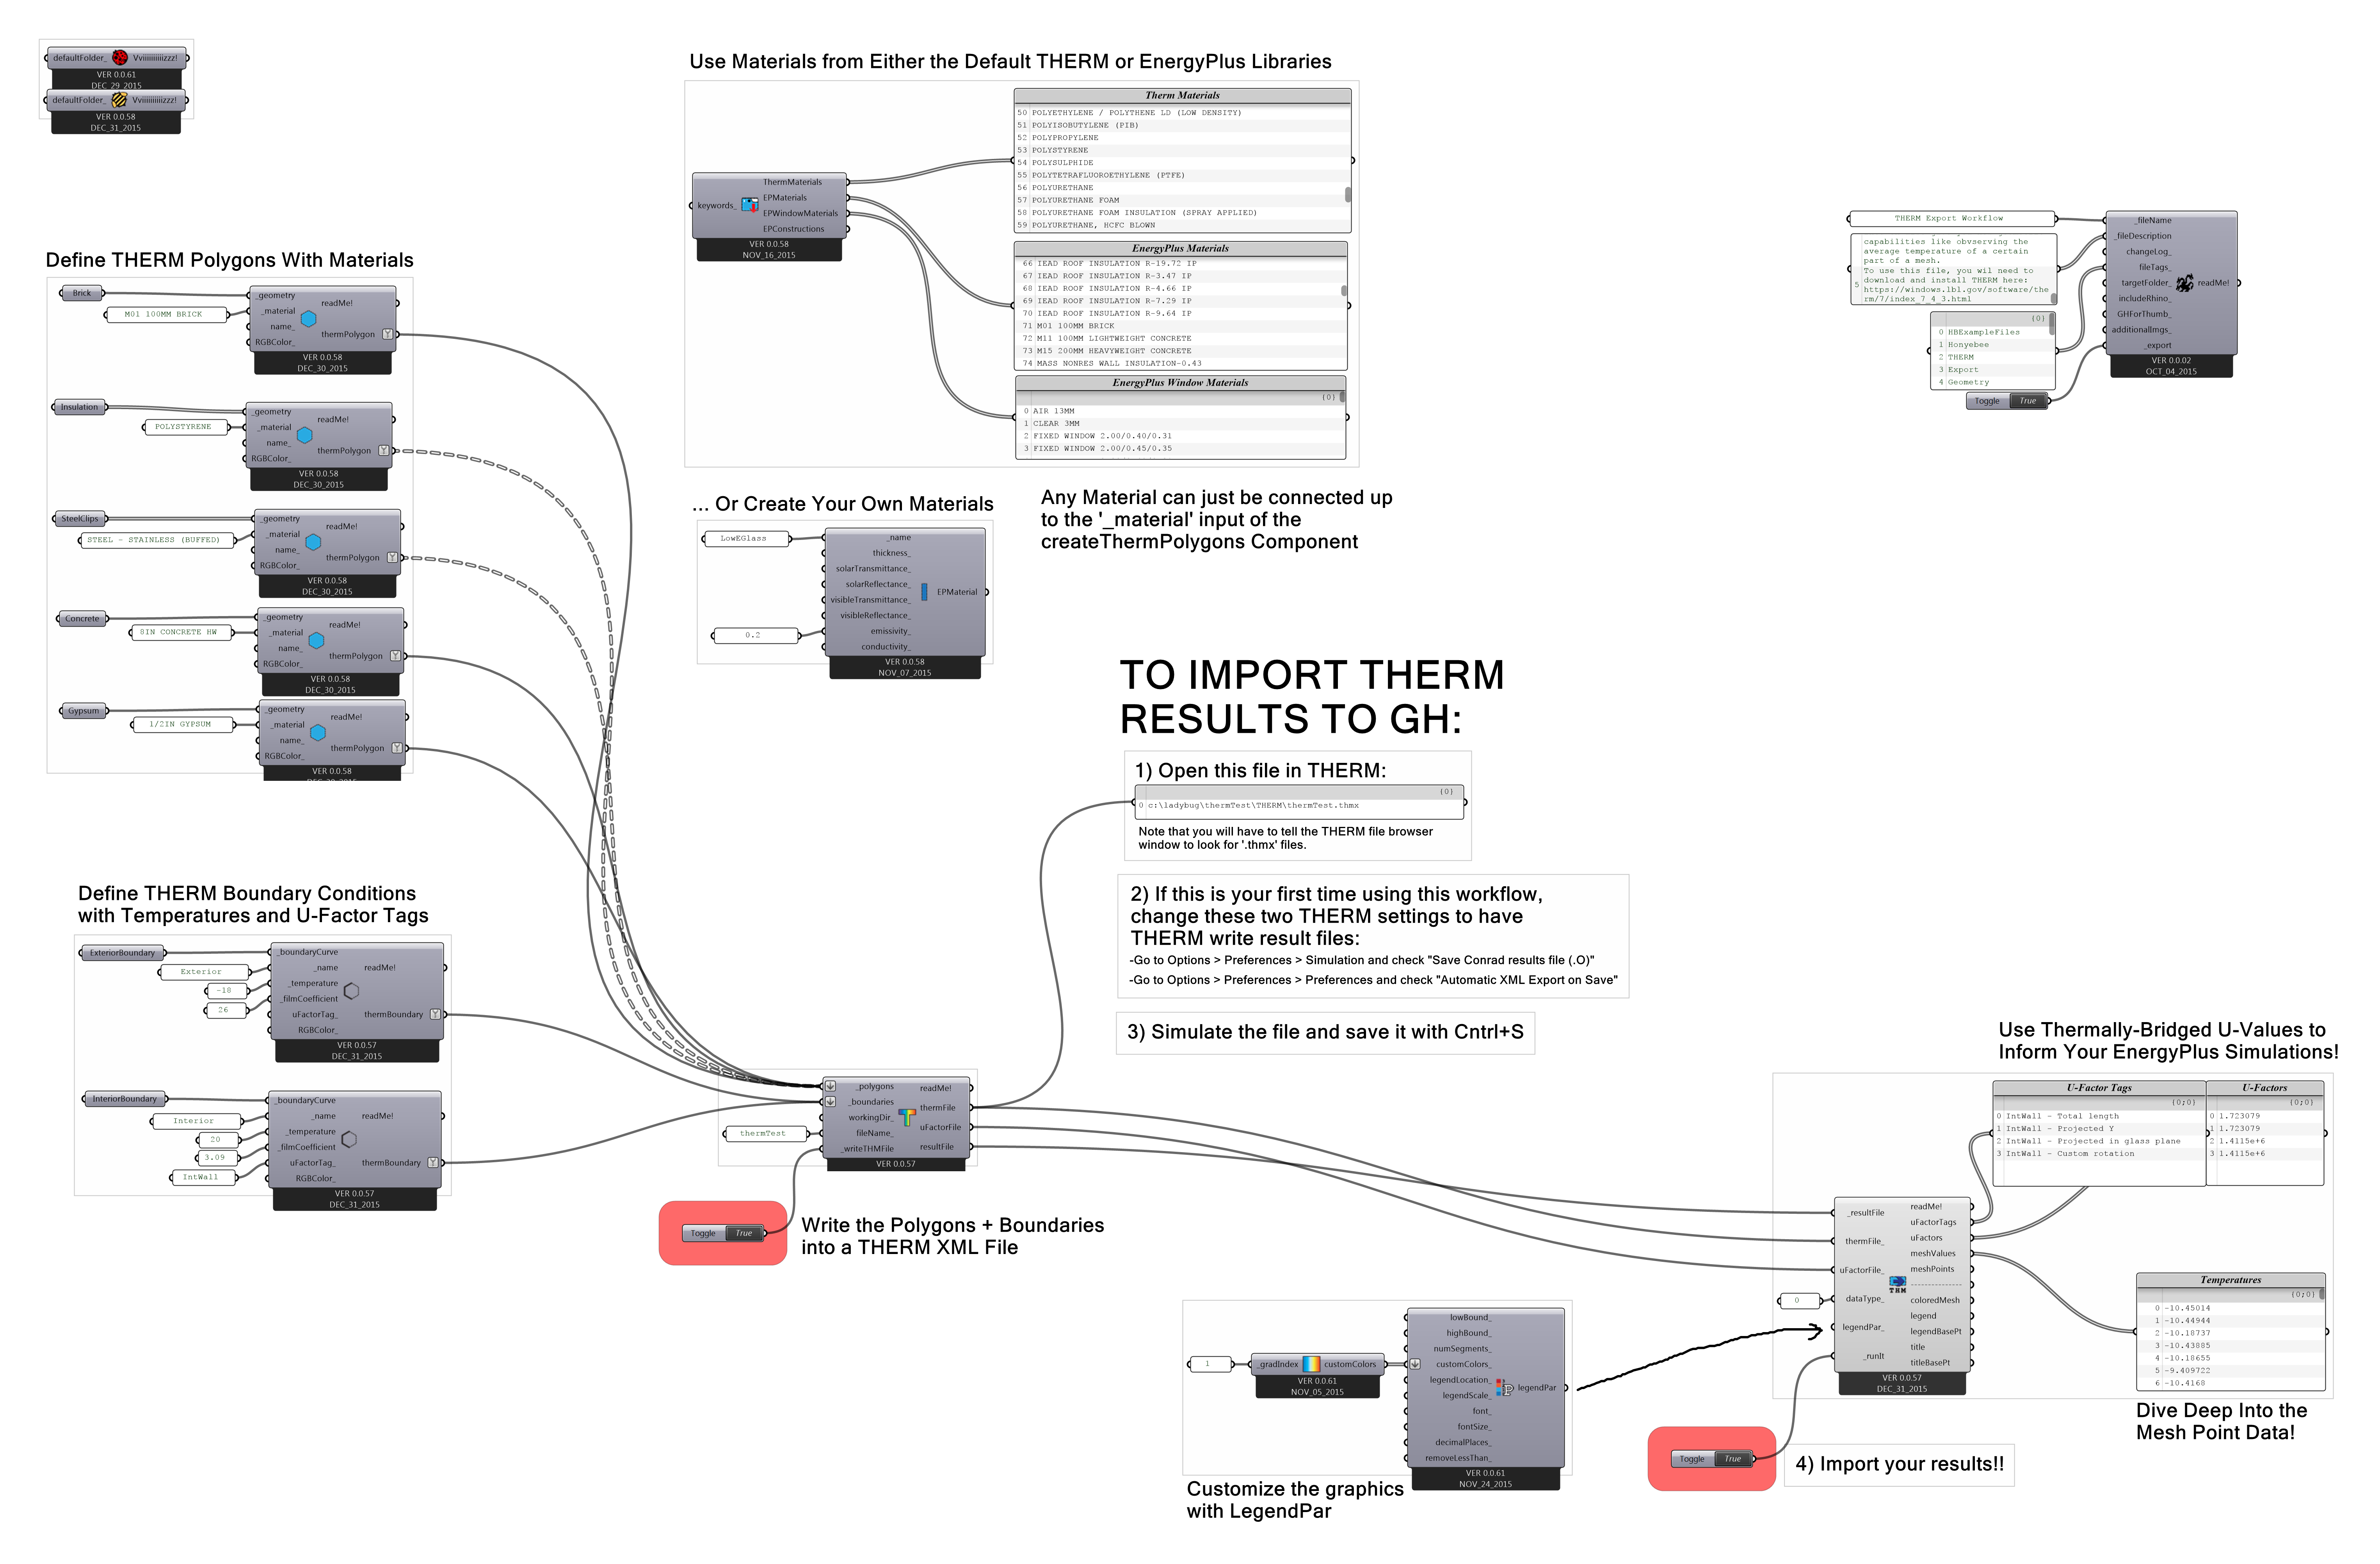 defaultFolder_ Vviiiiiiiiiizzz!
VER 0.0.61
DEC_29_2015
defaultFolder_ Vviiiiiiiiiizzz!
VER 0.0.58
DEC_31_2015
Use Materials from Either the Default THERM or EnergyPlus Libraries
keywords_
ThermMaterials
EPMaterials
EPWindowMaterials
EPConstructions
VER 0.0.58
NOV_16_2015
Therm Materials
50 POLYETHYLENE / POLYTHENE LD (LOW DENSITY)
51 POLYISOBUTYLENE (PIB)
52 POLYPROPYLENE
53 POLYSTYRENE
54 POLYSULPHIDE
55 POLYTETRAFLUOROETHYLENE (PTFE)
56 POLYURETHANE
57 POLYURETHANE FOAM
58 POLYURETHANE FOAM INSULATION (SPRAY APPLIED)
59 POLYURETHANE, HCFC BLOWN
EnergyPlus Materials
66 IEAD ROOF INSULATION R-19.72 IP
67 IEAD ROOF INSULATION R-3.47 IP
68 IEAD ROOF INSULATION R-4.66 IP
69 IEAD ROOF INSULATION R-7.29 IP
70 IEAD ROOF INSULATION R-9.64 IP
71 M01 100MM BRICK
72 M11 100MM LIGHTWEIGHT CONCRETE
73 M15 200MM HEAVYWEIGHT CONCRETE
74 MASS NONRES WALL INSULATION-0.43
EnergyPlus Window Materials
{0}
0 AIR 13MM
1 CLEAR 3MM
2 FIXED WINDOW 2.00/0.40/0.31
3 FIXED WINDOW 2.00/0.45/0.35
THERM Export Workflow
capabilities like obvserving the
average temperature of a certain
part of a mesh.
To use this file, you wil need to
download and install THERM here:
5 https://windows.lbl.gov/software/the
rm/7/index_7_4_3.html
{0}
0 HBExampleFiles
1 Honyebee
2 THERM
3 Export
4 Geometry
Toggle True
_fileName
_fileDescription
changeLog_
fileTags_
targetFolder_
includeRhino_
GHForThumb_
additionalImgs_
_export
readMe!
VER 0.0.02
OCT_04_2015
Define THERM Polygons With Materials
Brick
M01 100MM BRICK
_geometry
_material
name_
RGBColor_
readMe!
thermPolygon
VER 0.0.58
DEC_30_2015
Insulation
POLYSTYRENE
_geometry
_material
name_
RGBColor_
readMe!
thermPolygon
VER 0.0.58
DEC_30_2015
SteelClips
STEEL - STAINLESS (BUFFED)
_geometry
_material
name_
RGBColor_
readMe!
thermPolygon
VER 0.0.58
DEC_30_2015
Concrete
8IN CONCRETE HW
_geometry
_material
name_
RGBColor_
readMe!
thermPolygon
VER 0.0.58
DEC_30_2015
Gypsum
1/2IN GYPSUM
_geometry
_material
name_
RGBColor_
readMe!
thermPolygon
VER 0.0.58
... Or Create Your Own Materials
LowEGlass
0.2
_name
thickness_
solarTransmittance_
solarReflectance_
visibleTransmittance_
visibleReflectance_
emissivity_
conductivity_
EPMaterial
VER 0.0.58
NOV_07_2015
Any Material can just be connected up
to the '_material' input of the
createThermPolygons Component
TO IMPORT THERM
RESULTS TO GH:
1) Open this file in THERM:
{0}
0 c:\ladybug\thermTest\THERM\thermTest.thmx
Note that you will have to tell the THERM file browser
window to look for '.thmx' files.
2) If this is your first time using this workflow,
change these two THERM settings to have
THERM write result files:
-Go to Options > Preferences > Simulation and check "Save Conrad results file (.O)"
-Go to Options > Preferences > Preferences and check "Automatic XML Export on Save"
3) Simulate the file and save it with Cntrl+S
Define THERM Boundary Conditions
with Temperatures and U-Factor Tags
ExteriorBoundary
Exterior
-18
26
_boundaryCurve
_name
_temperature
_filmCoefficient
uFactorTag_
RGBColor_
readMe!
thermBoundary
VER 0.0.57
DEC_31_2015
InteriorBoundary
Interior
20
3.09
IntWall
_boundaryCurve
_name
_temperature
_filmCoefficient
uFactorTag_
RGBColor_
readMe!
thermBoundary
VER 0.0.57
DEC_31_2015
thermTest
_polygons
_boundaries
workingDir_
fileName_
_writeTHMFile
readMe!
thermFile
uFactorFile
resultFile
VER 0.0.57
Toggle True
Write the Polygons + Boundaries
into a THERM XML File
1
_gradIndex customColors
VER 0.0.61
NOV_05_2015
lowBound_
highBound_
numSegments_
customColors_
legendLocation_
legendScale_
font_
fontSize_
decimalPlaces_
removeLessThan_
legendPar
VER 0.0.61
NOV_24_2015
Customize the graphics
with LegendPar
Use Thermally-Bridged U-Values to
Inform Your EnergyPlus Simulations!
U-Factor Tags
{0;0}
0 IntWall - Total length
1 IntWall - Projected Y
2 IntWall - Projected in glass plane
3 IntWall - Custom rotation
U-Factors
{0;0}
0 1.723079
1 1.723079
2 1.4115e+6
3 1.4115e+6
0
_resultFile
thermFile_
uFactorFile_
dataType_
legendPar_
_runIt
readMe!
uFactorTags
uFactors
meshValues
meshPoints
THM
coloredMesh
legend
legendBasePt
title
titleBasePt
VER 0.0.57
DEC_31_2015
Temperatures
{0;0}
0 -10.45014
1 -10.44944
2 -10.18737
3 -10.43885
4 -10.18655
5 -9.409722
6 -10.4168
Dive Deep Into the
Mesh Point Data!
Toggle True
4) Import your results!!